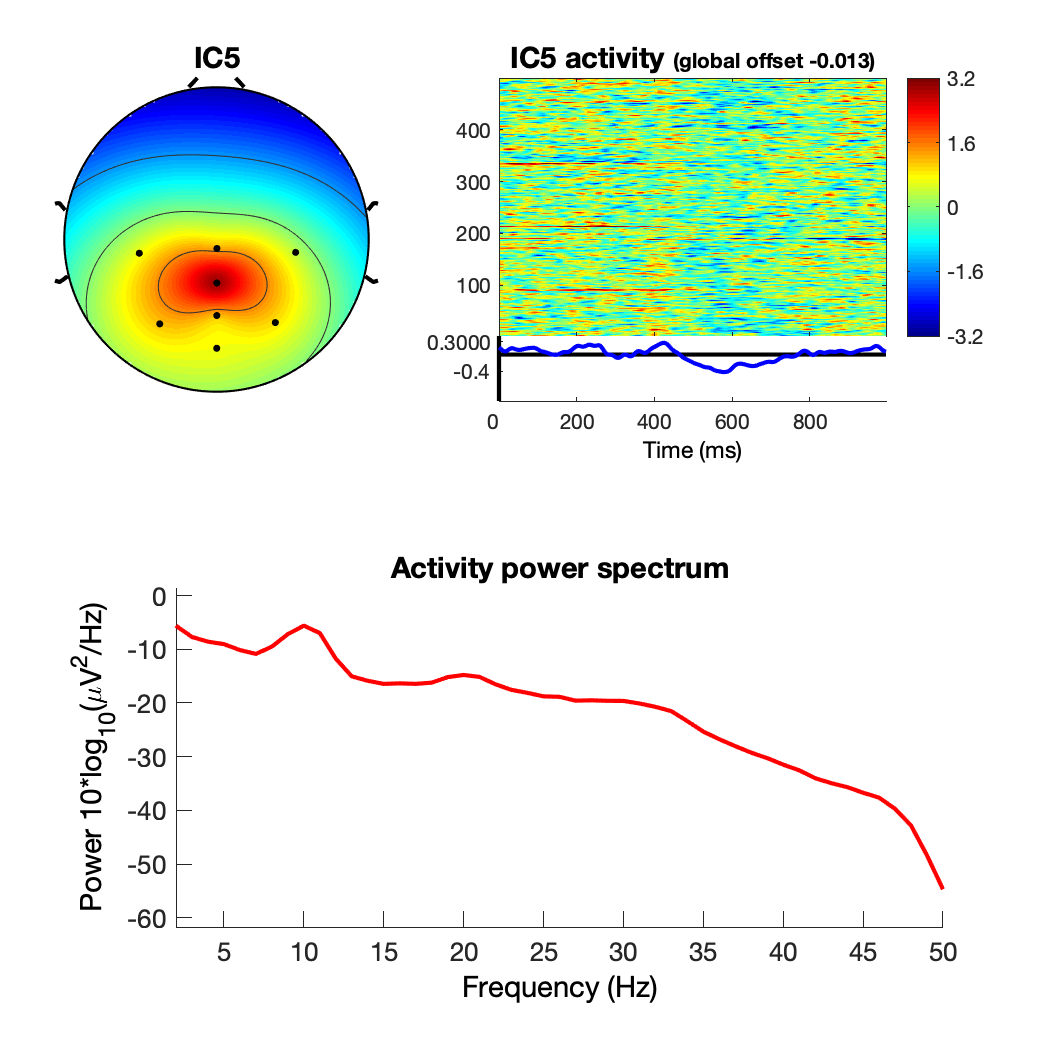 IC5
IC5 activity (global offset -0.013)
400
300
200
100
3.2
1.6
0
-1.6
-3.2
0.3000
-0.4
0 200 400 600 800
Time (ms)
Activity power spectrum
Power 10*log10(μV2/Hz)
0
-10
-20
-30
-40
-50
-60
5 10 15 20 25 30 35 40 45 50
Frequency (Hz)